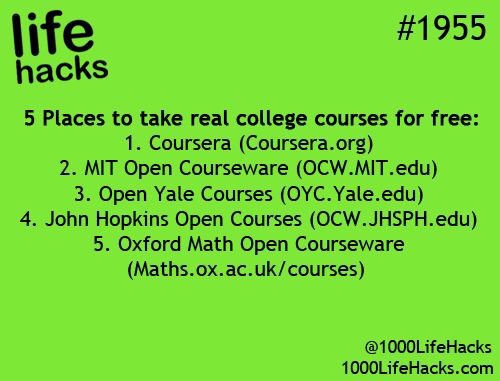 life
hacks
#1955
5 Places to take real college courses for free:
1. Coursera (Coursera.org)
2. MIT Open Courseware (OCW.MIT.edu)
3. Open Yale Courses (OYC.Yale.edu)
4. John Hopkins Open Courses (OCW.JHSPH.edu)
5. Oxford Math Open Courseware
(Maths.ox.ac.uk/courses)
@1000LifeHacks
1000LifeHacks.com